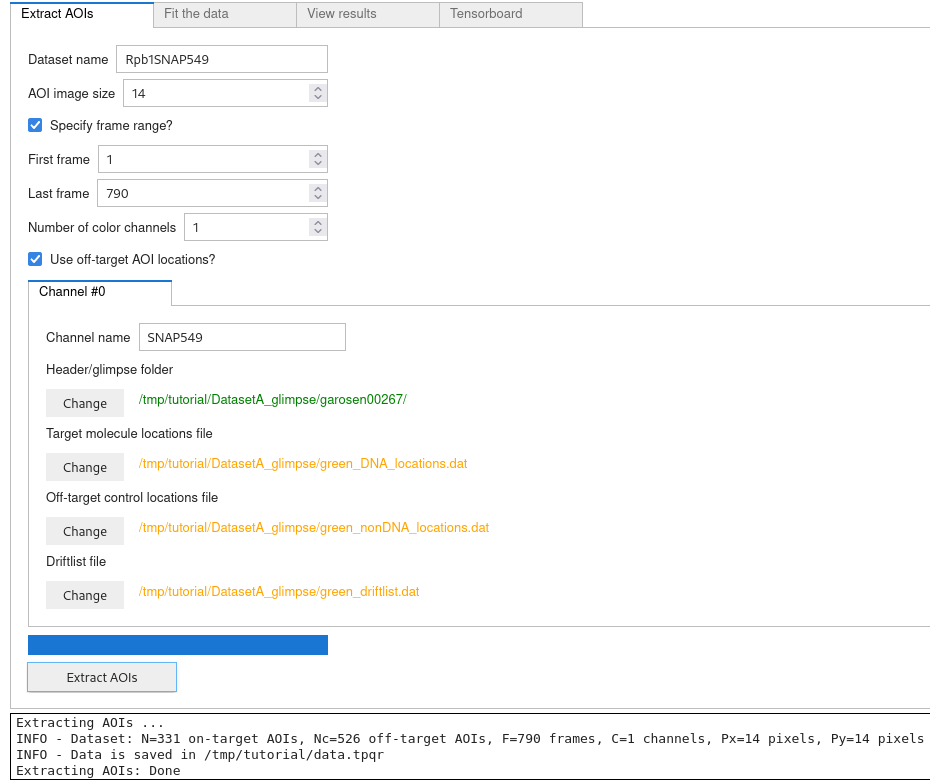 Extract AOIs Fit the data View results Tensorboard
Dataset name Rpb1SNAP549
AOI image size 14
Specify frame range?
First frame 1
Last frame 790
Number of color channels 1
Use off-target AOI locations?
Channel #0
Channel name SNAP549
Header/glimpse folder
Change /tmp/tutorial/DatasetA_glimpse/garosen00267/
Target molecule locations file
Change /tmp/tutorial/DatasetA_glimpse/green_DNA_locations.dat
Off-target control locations file
Change /tmp/tutorial/DatasetA_glimpse/green_nonDNA_locations.dat
Driftlist file
Change /tmp/tutorial/DatasetA_glimpse/green_driftlist.dat
Extract AOIs
Extracting AOIs ...
INFO - Dataset: N=331 on-target AOIs, Nc=526 off-target AOIs, F=790 frames, C=1 channels, Px=14 pixels, Py=14 pixels
INFO - Data is saved in /tmp/tutorial/data.tpqr
Extracting AOIs: Done